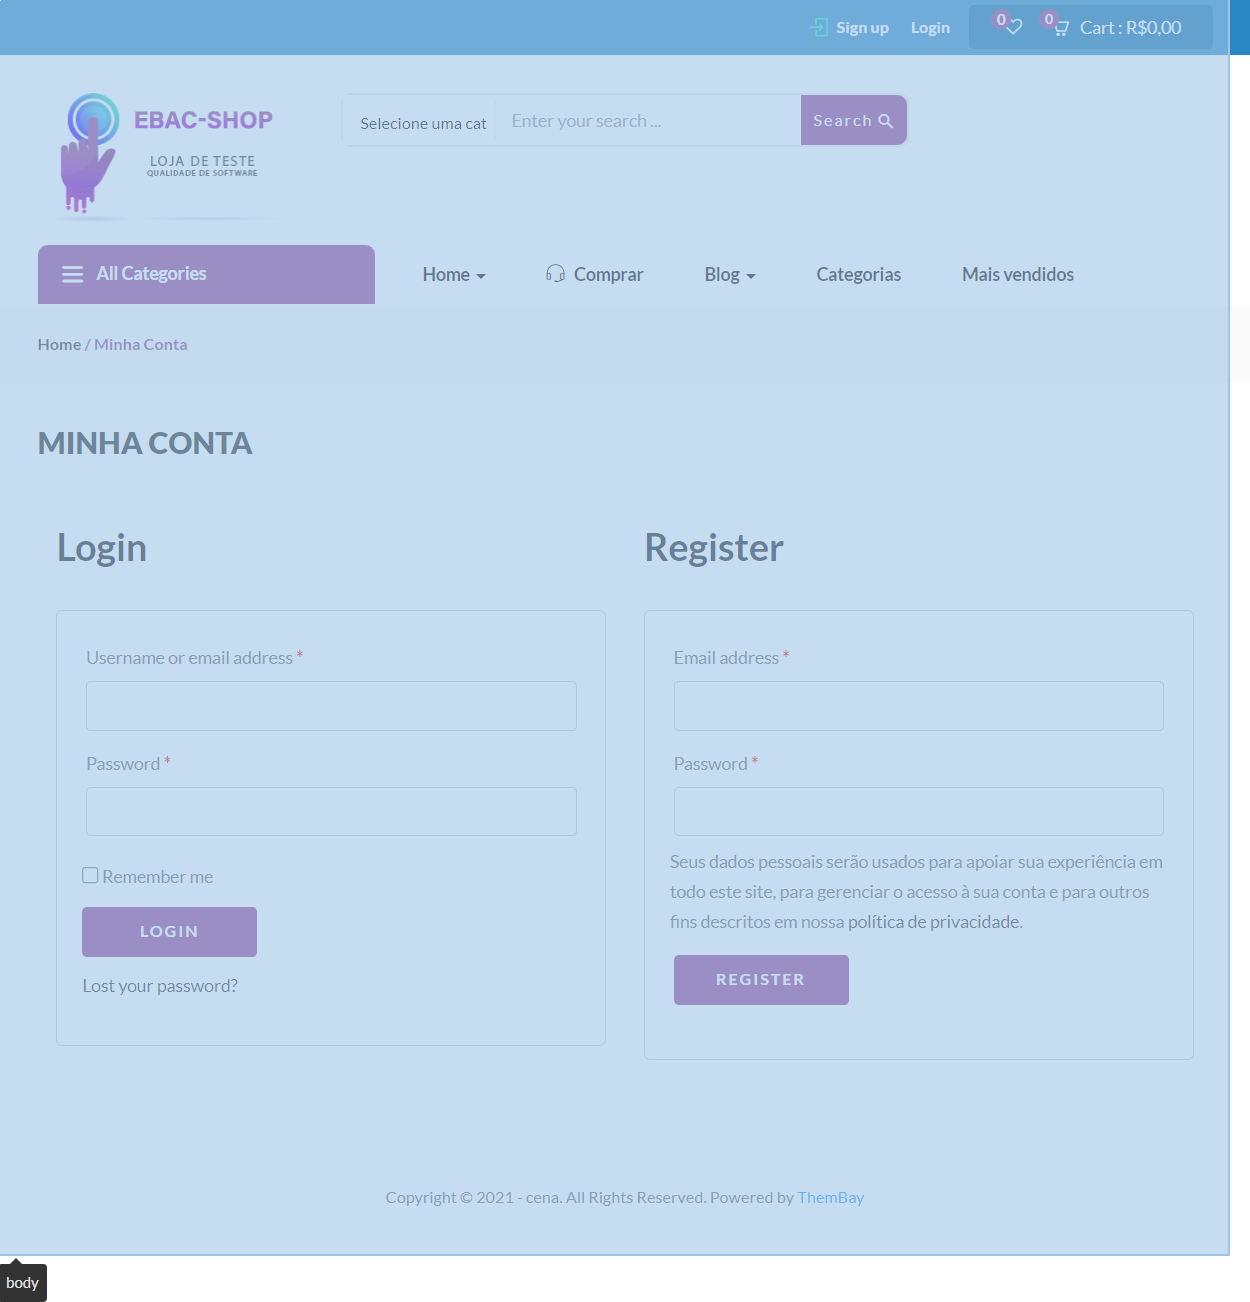 Sign up Login 0 0 Cart : R$0,00
EBAC-SHOP
LOJA DE TESTE
QUALIDADE DE SOFTWARE
Selecione uma cat Enter your search ... Search
All Categories Home Comprar Blog Categorias Mais vendidos
Home / Minha Conta
MINHA CONTA
Login
Username or email address *
Password *
Remember me
LOGIN
Lost your password?
Register
Email address *
Password *
Seus dados pessoais serão usados para apoiar sua experiência em
todo este site, para gerenciar o acesso à sua conta e para outros
fins descritos em nossa política de privacidade.
REGISTER
Copyright © 2021 - cena. All Rights Reserved. Powered by ThemBay
body